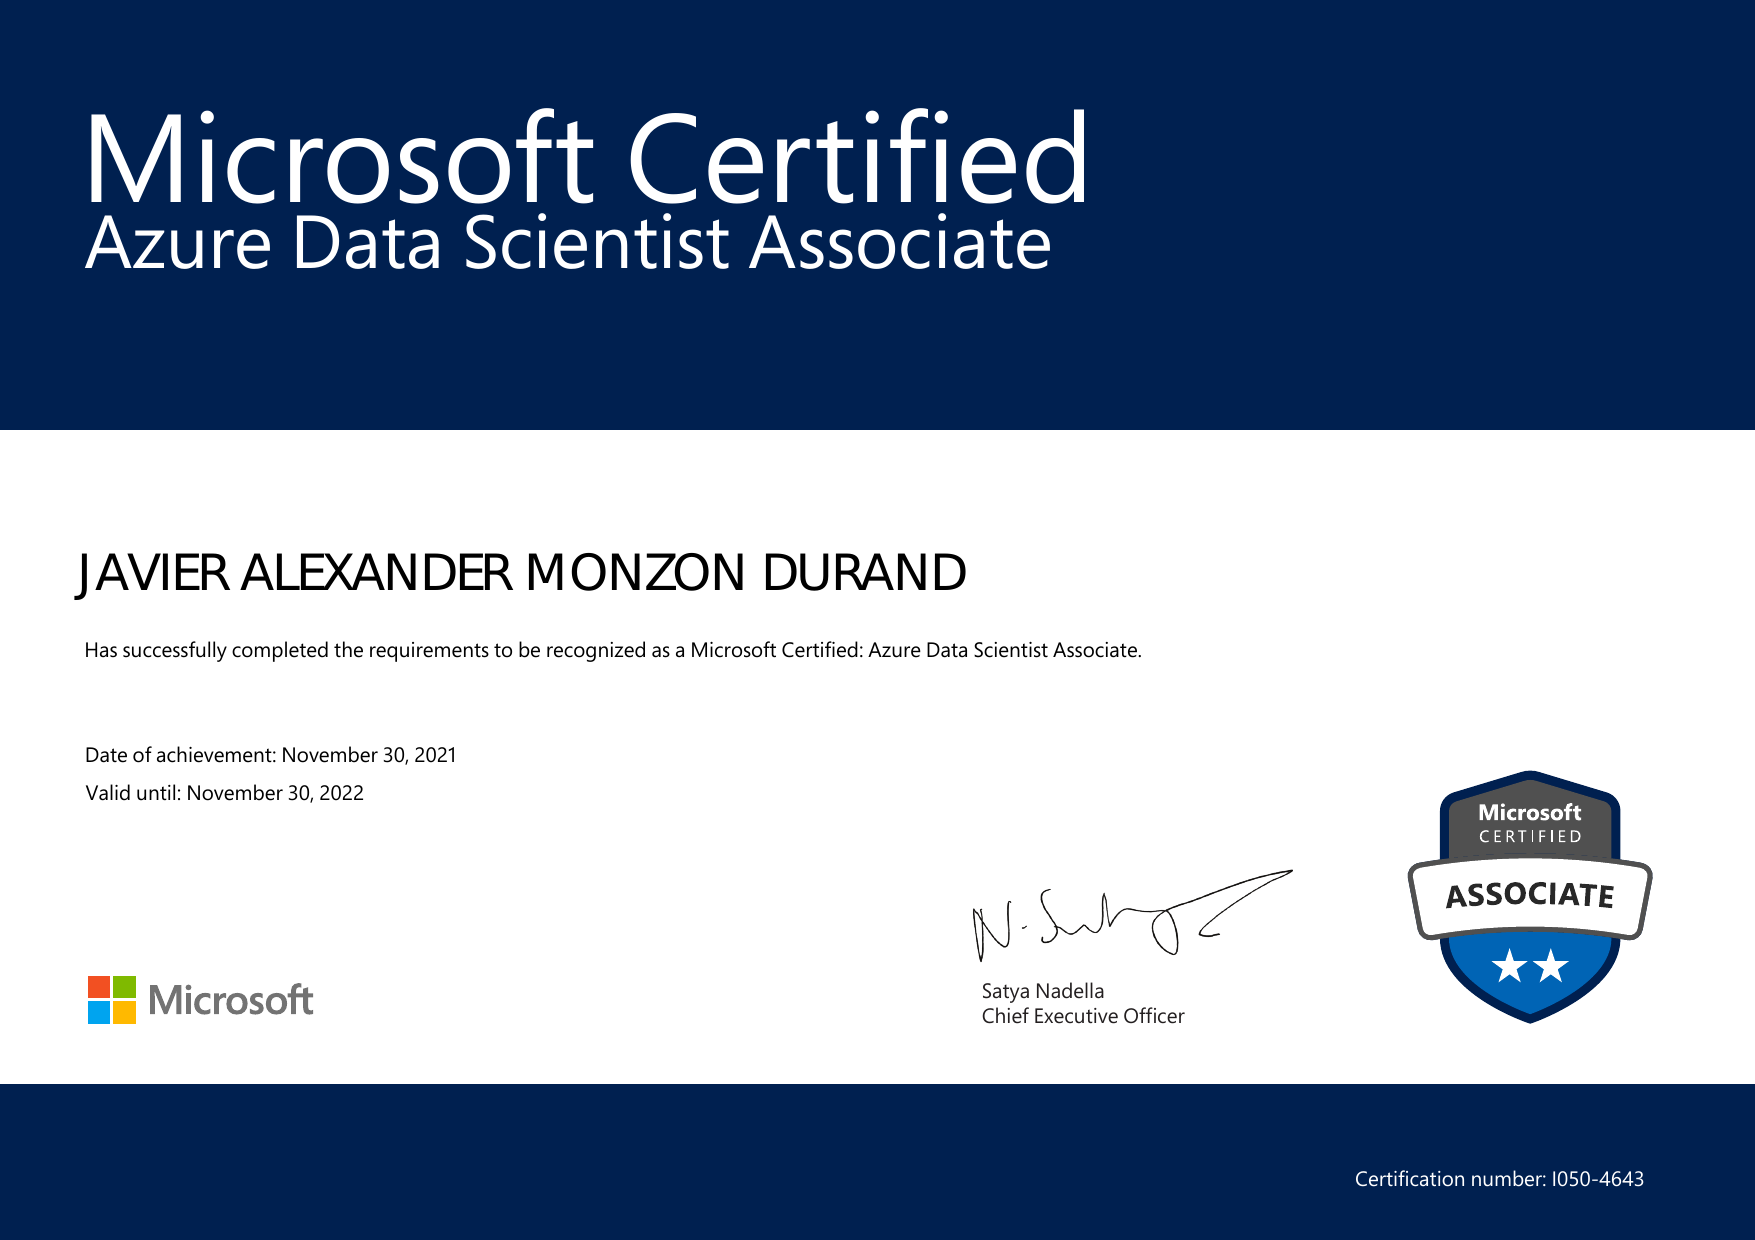 Microsoft Certified
Azure Data Scientist Associate
JAVIER ALEXANDER MONZON DURAND
Has successfully completed the requirements to be recognized as a Microsoft Certified: Azure Data Scientist Associate.
Date of achievement: November 30, 2021
Valid until: November 30, 2022
Microsoft
CERTIFIED
ASSOCIATE
N. Satya
Satya Nadella
Chief Executive Officer
Microsoft
Certification number: I050-4643